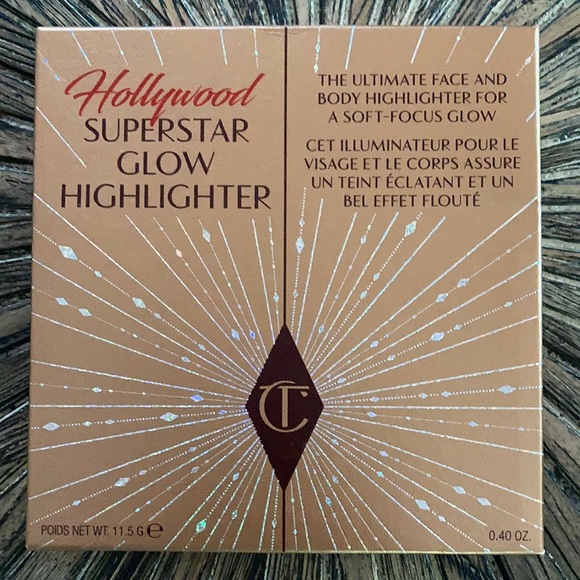 Hollywood
SUPERSTAR
GLOW
HIGHLIGHTER
THE ULTIMATE FACE AND
BODY HIGHLIGHTER FOR
A SOFT-FOCUS GLOW
CET ILLUMINATEUR POUR LE
VISAGE ET LE CORPS ASSURE
UN TEINT ÉCLATANT ET UN
BEL EFFET FLOUTÉ
CT
POIDS NET WT. 11.5 G ℮
0.40 OZ.